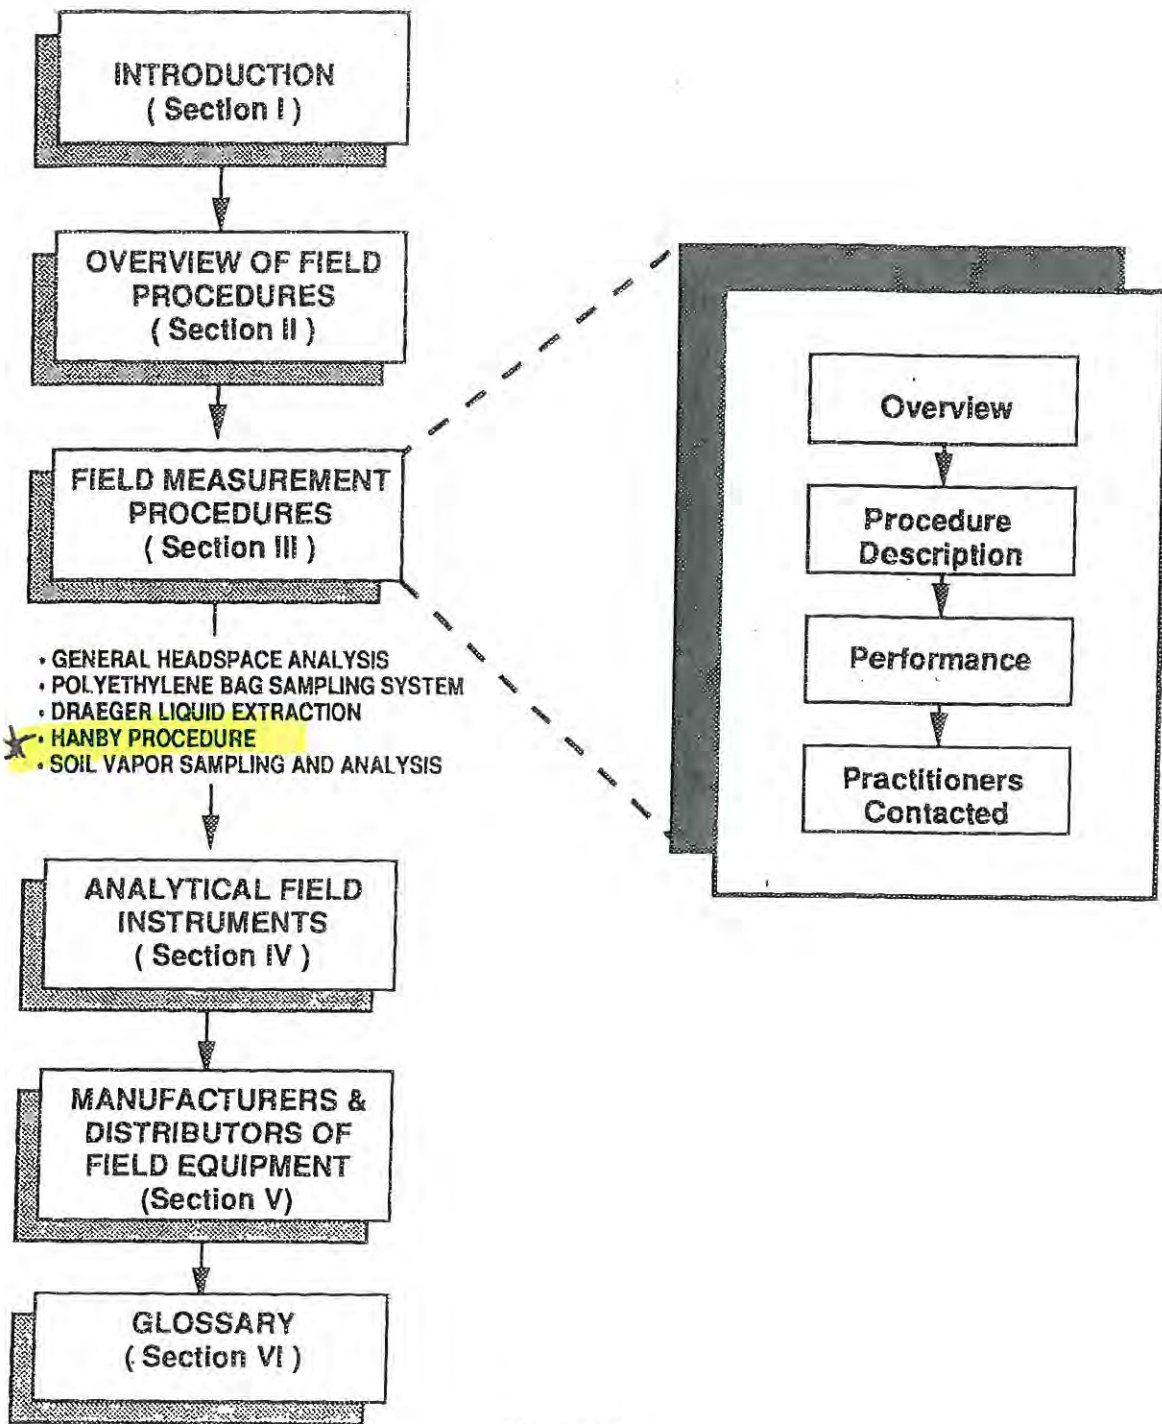 INTRODUCTION
( Section I )
OVERVIEW OF FIELD
PROCEDURES
( Section II )
FIELD MEASUREMENT
PROCEDURES
( Section III )
• GENERAL HEADSPACE ANALYSIS
• POLYETHYLENE BAG SAMPLING SYSTEM
• DRAEGER LIQUID EXTRACTION
• HANBY PROCEDURE
• SOIL VAPOR SAMPLING AND ANALYSIS
ANALYTICAL FIELD
INSTRUMENTS
( Section IV )
MANUFACTURERS &
DISTRIBUTORS OF
FIELD EQUIPMENT
(Section V)
GLOSSARY
( Section VI )
Overview
Procedure
Description
Performance
Practitioners
Contacted